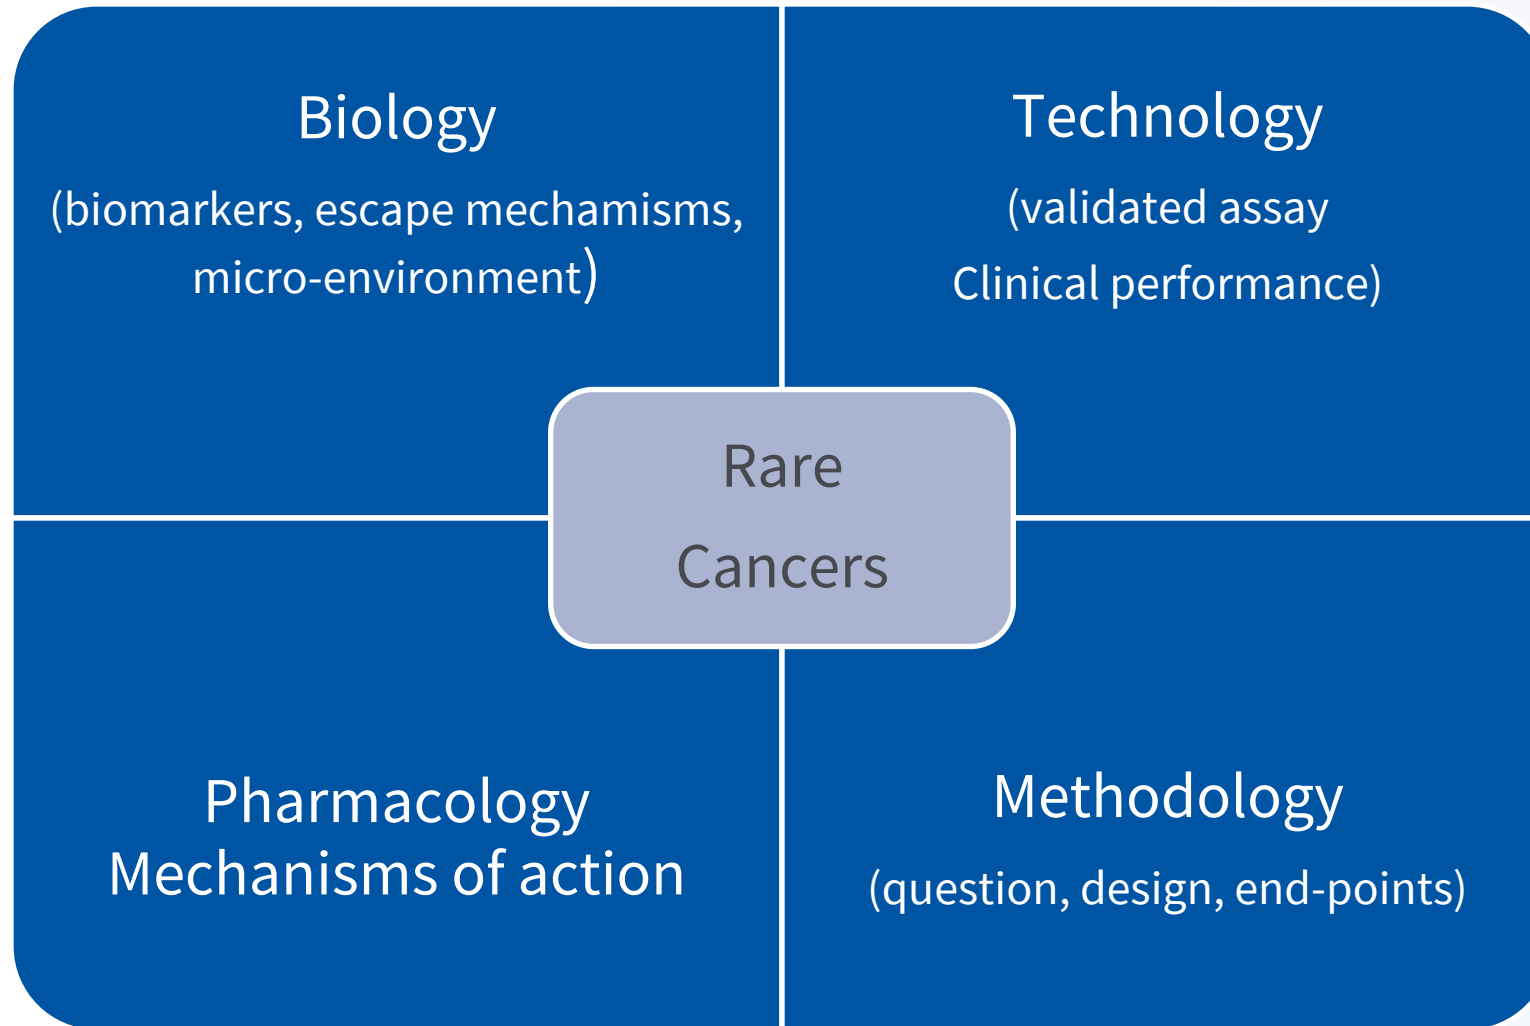 Biology
(biomarkers, escape mechamisms,
micro-environment)
Technology
(validated assay
Clinical performance)
Rare
Cancers
Pharmacology
Mechanisms of action
Methodology
(question, design, end-points)